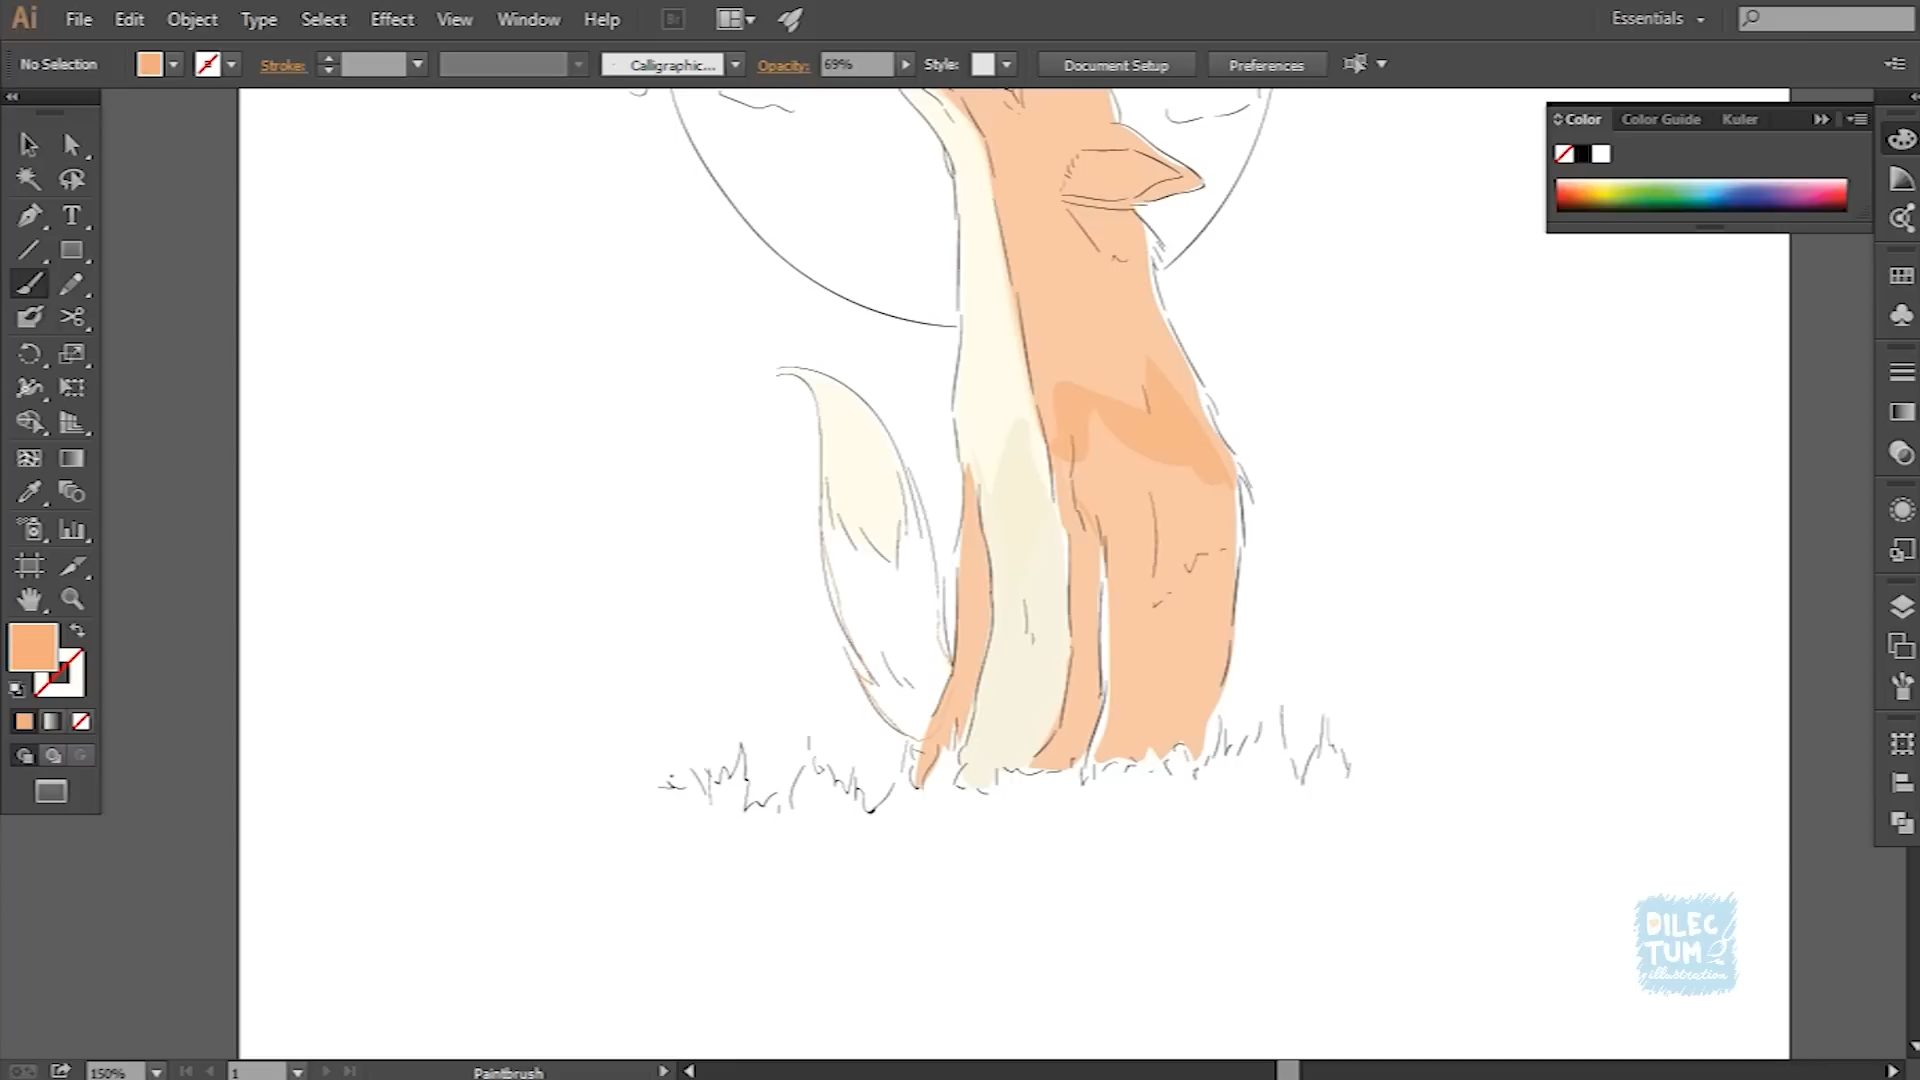 Ai File Edit Object Type Select Effect View Window Help Br Essentials
No Selection Stroke: Calligraphic... Opacity: 69% Style: Document Setup Preferences
Color Color Guide Kuler
T
DILEC
TUM
illustration
150% 1 Paintbrush